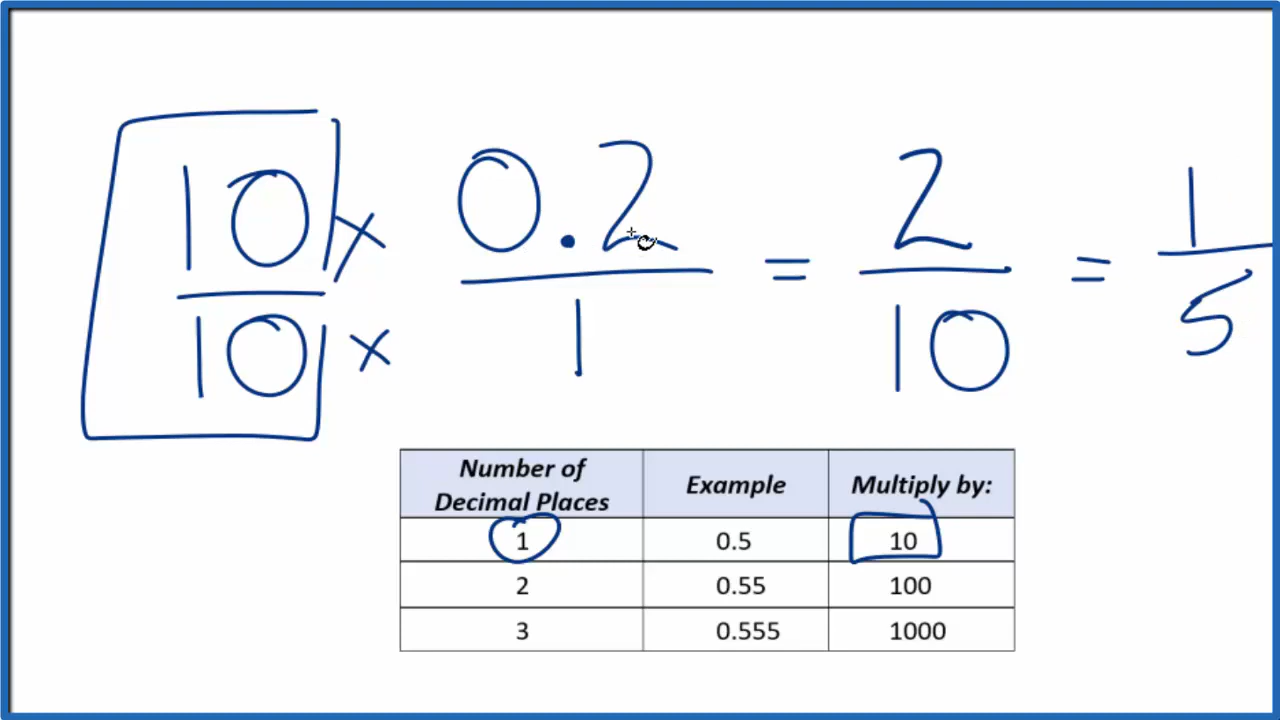 10 × 0.2 = 2 = 1
10 × 1 10 5
Number of Decimal Places Example Multiply by:
1 0.5 10
2 0.55 100
3 0.555 1000